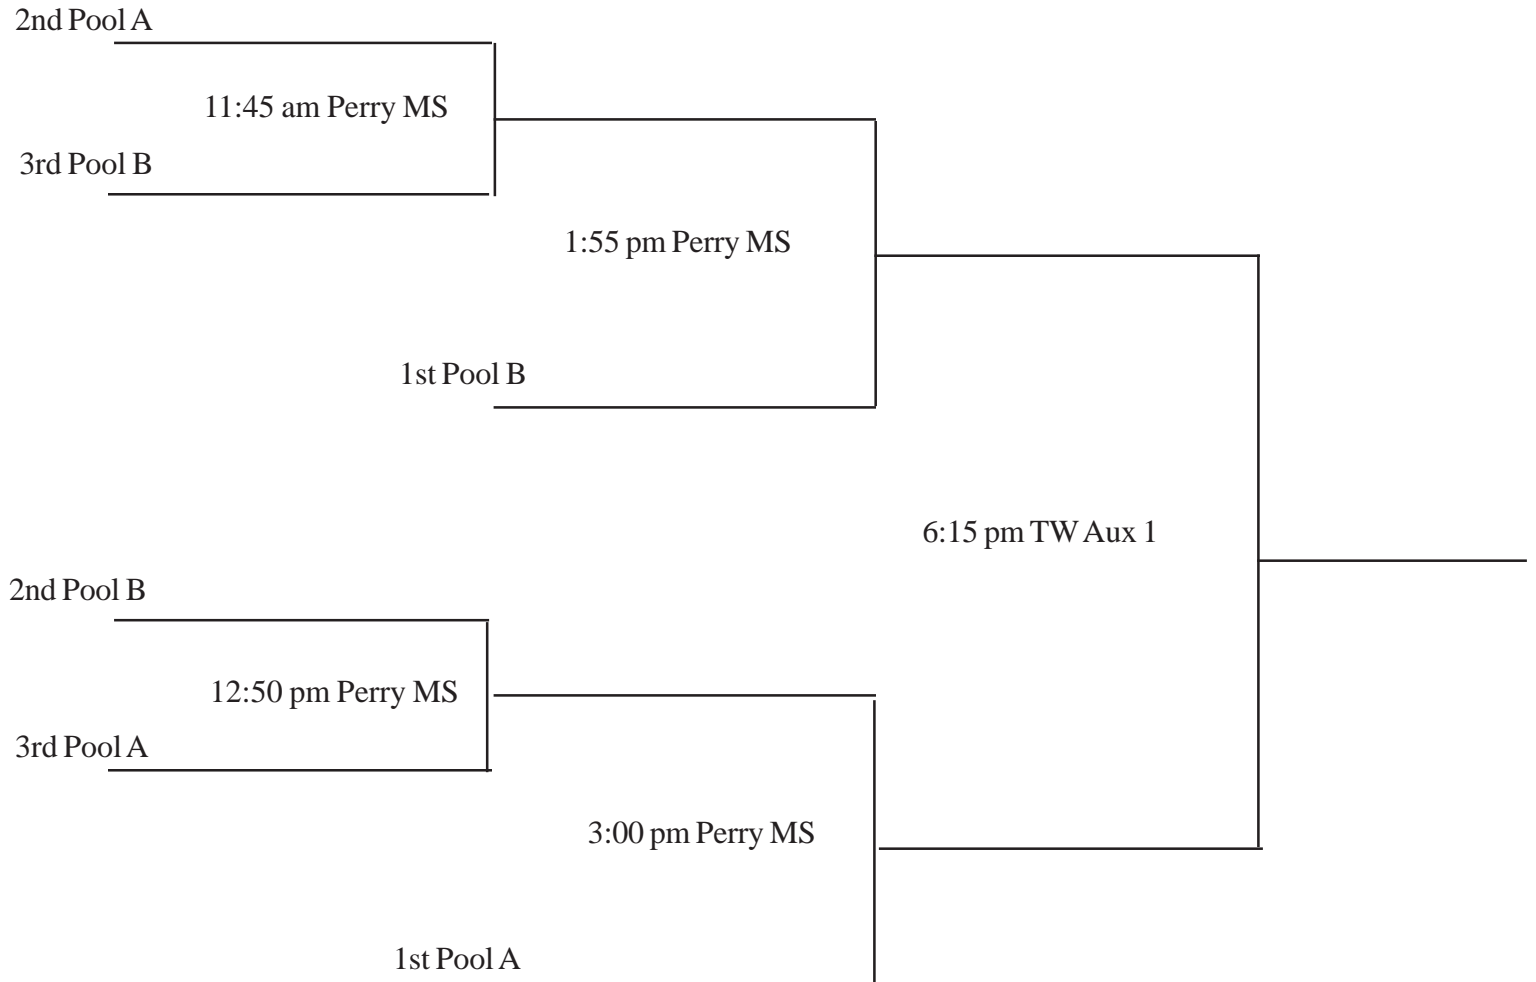 2nd Pool A
11:45 am Perry MS
3rd Pool B
1:55 pm Perry MS
1st Pool B
6:15 pm TW Aux 1
2nd Pool B
12:50 pm Perry MS
3rd Pool A
3:00 pm Perry MS
1st Pool A